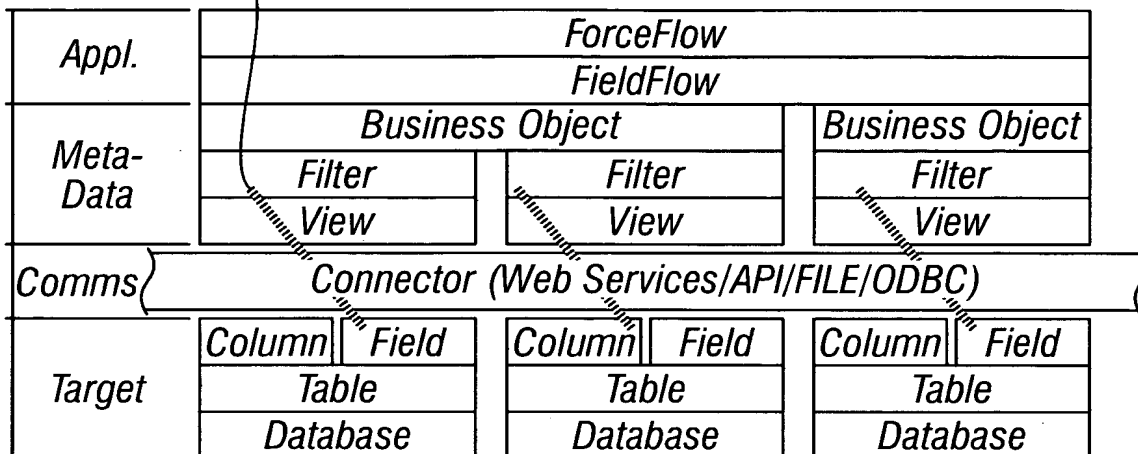 Appl.
ForceFlow
FieldFlow
Meta-
Data
Business Object Business Object
Filter Filter Filter
View View View
Comms Connector (Web Services/API/FILE/ODBC)
Target
Column Field Column Field Column Field
Table Table Table
Database Database Database